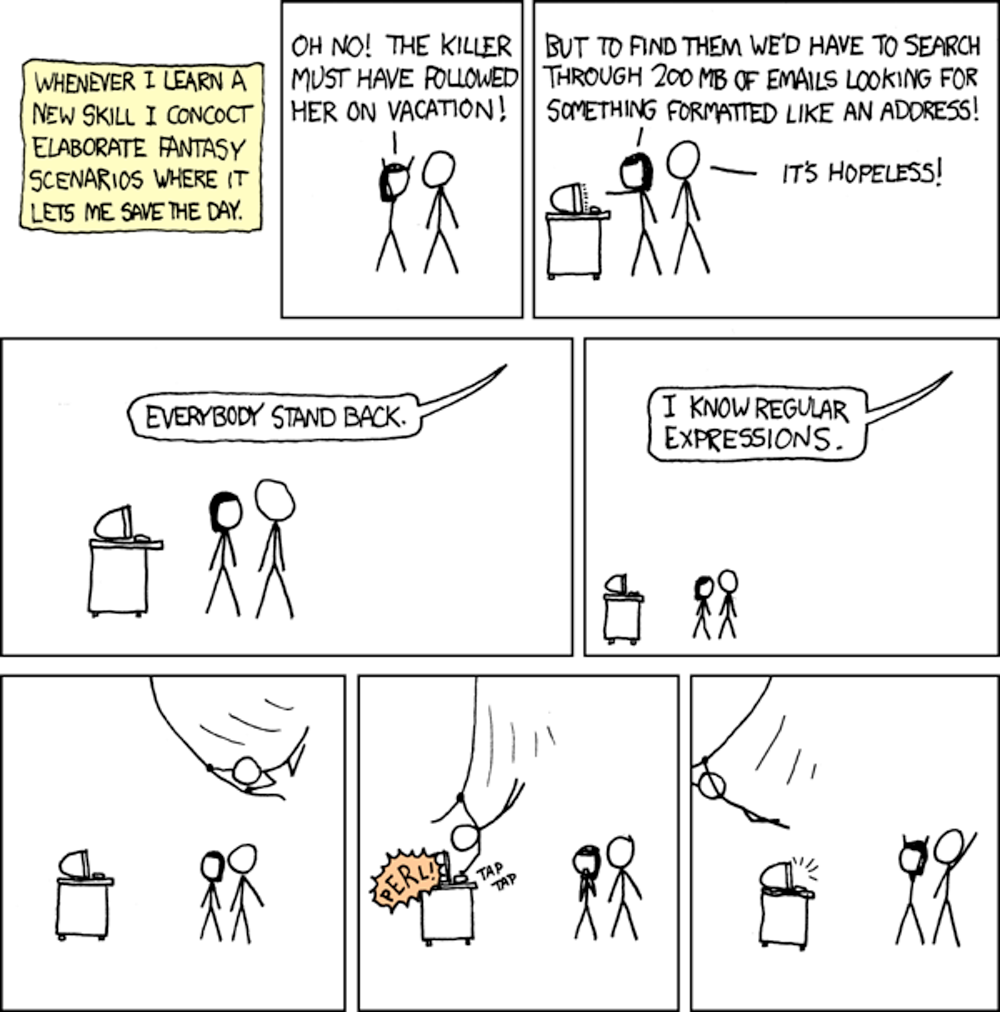 WHENEVER I LEARN A
NEW SKILL I CONCOCT
ELABORATE FANTASY
SCENARIOS WHERE IT
LETS ME SAVE THE DAY.
OH NO! THE KILLER
MUST HAVE FOLLOWED
HER ON VACATION!
BUT TO FIND THEM WE'D HAVE TO SEARCH
THROUGH 200 MB OF EMAILS LOOKING FOR
SOMETHING FORMATTED LIKE AN ADDRESS!
IT'S HOPELESS!
EVERYBODY STAND BACK.
I KNOW REGULAR
EXPRESSIONS.
PERL!
TAP
TAP